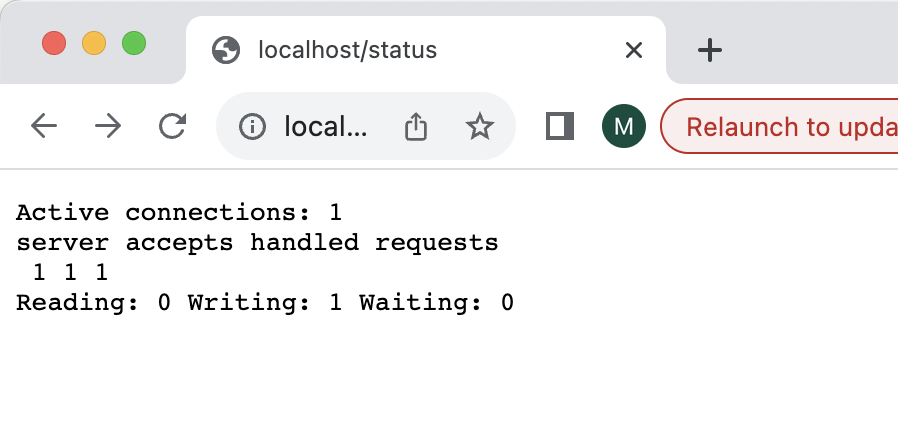 localhost/status
local...
M
Relaunch to upda
Active connections: 1
server accepts handled requests
1 1 1
Reading: 0 Writing: 1 Waiting: 0